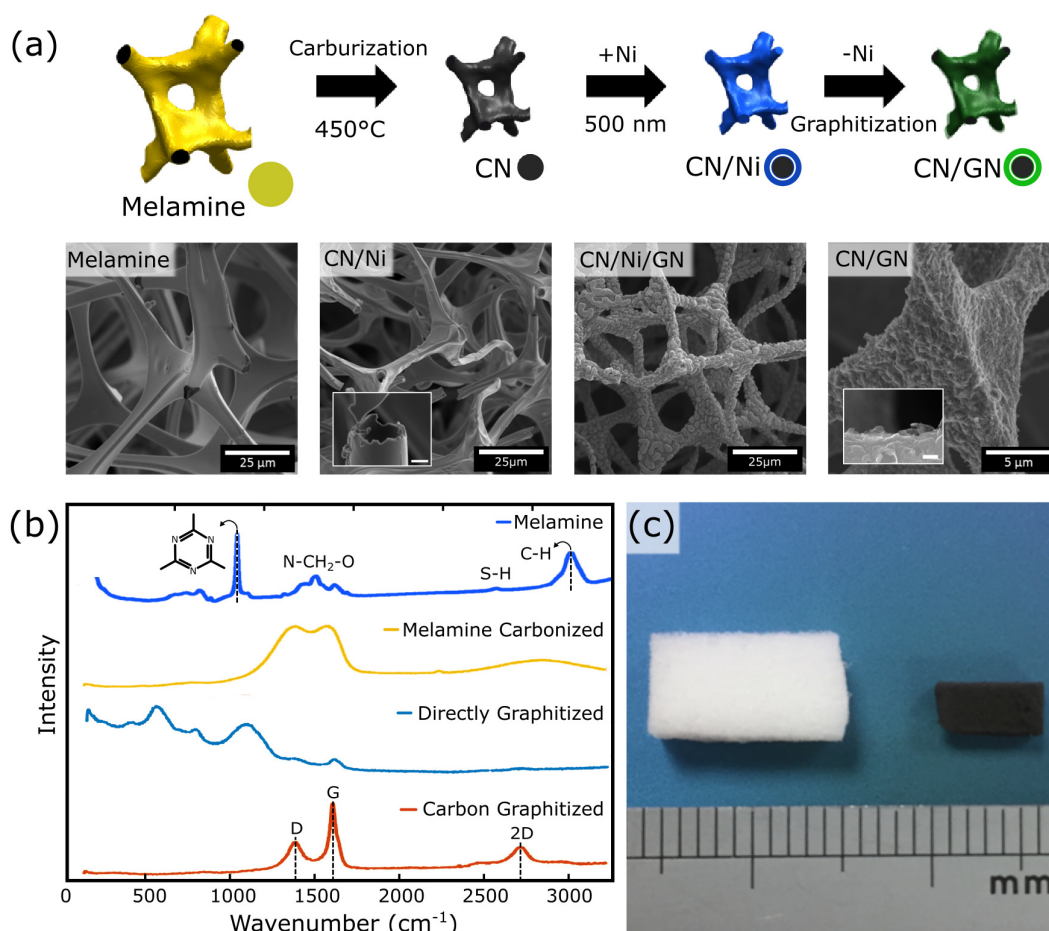 (a)
Carburization
450°C
+Ni
500 nm
-Ni
Graphitization
Melamine
CN
CN/Ni
CN/GN
Melamine
25 µm
CN/Ni
25µm
CN/Ni/GN
25µm
CN/GN
5 µm
(b)
Intensity
N
N
N
N-CH₂-O
S-H
C-H
Melamine
Melamine Carbonized
Directly Graphitized
Carbon Graphitized
D
G
2D
0 500 1000 1500 2000 2500 3000
Wavenumber (cm⁻¹)
(c)
mm